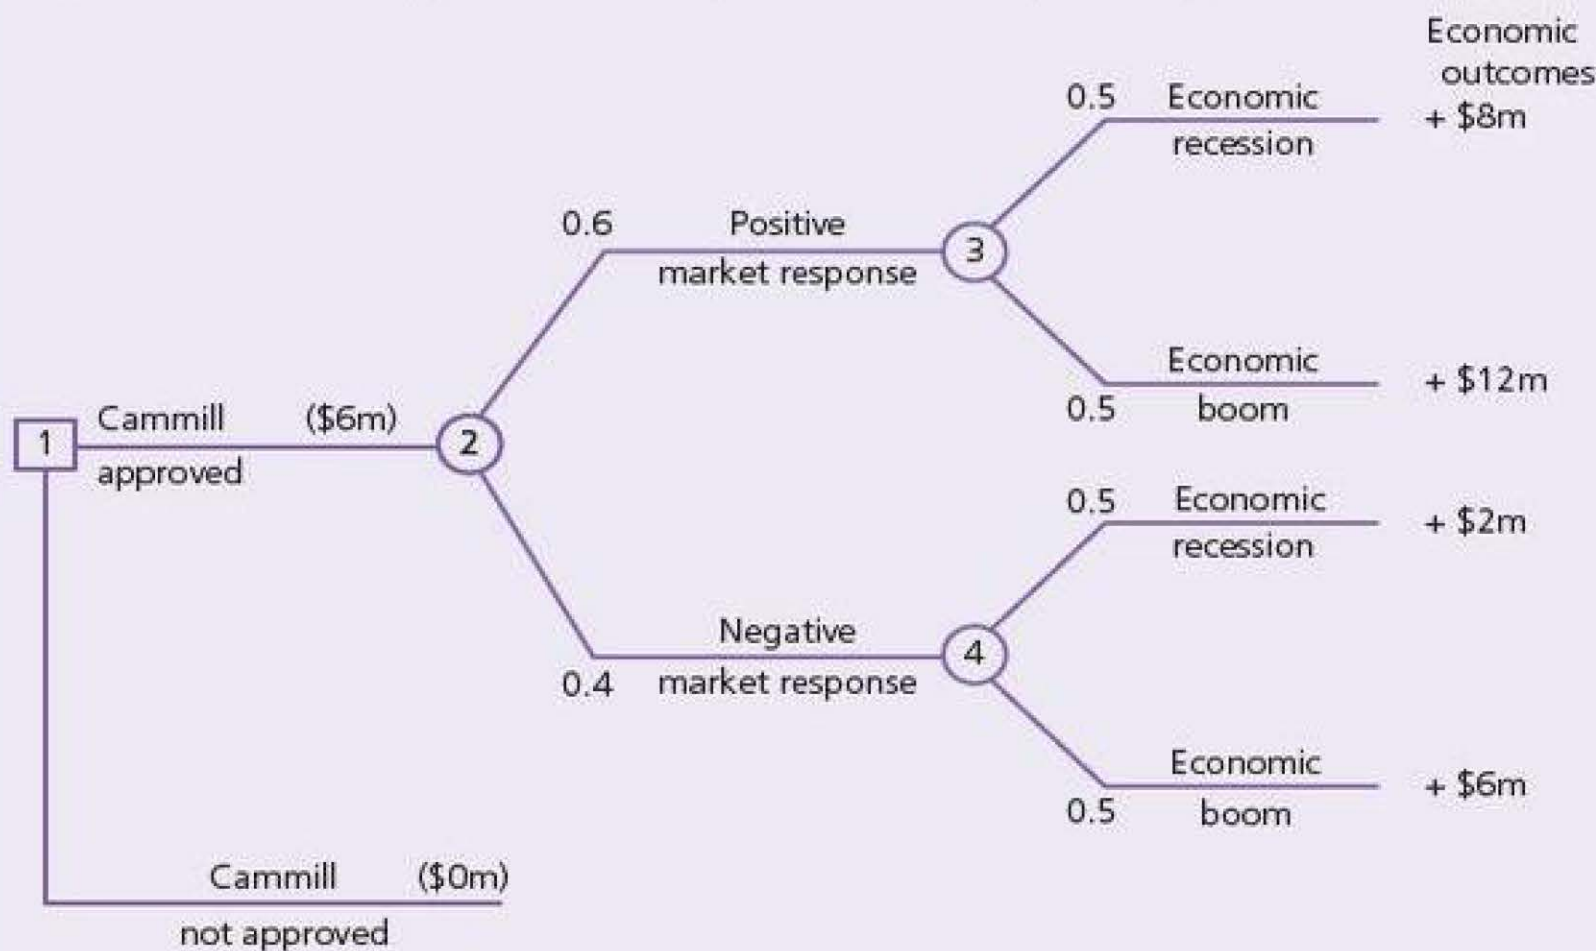 Economic
outcomes
0.5 Economic
recession
+ $8m
0.6 Positive
market response
3
Economic
0.5 boom
+ $12m
1
Cammill ($6m)
approved
2
0.5 Economic
recession
+ $2m
Negative
0.4 market response
4
Economic
0.5 boom
+ $6m
Cammill ($0m)
not approved